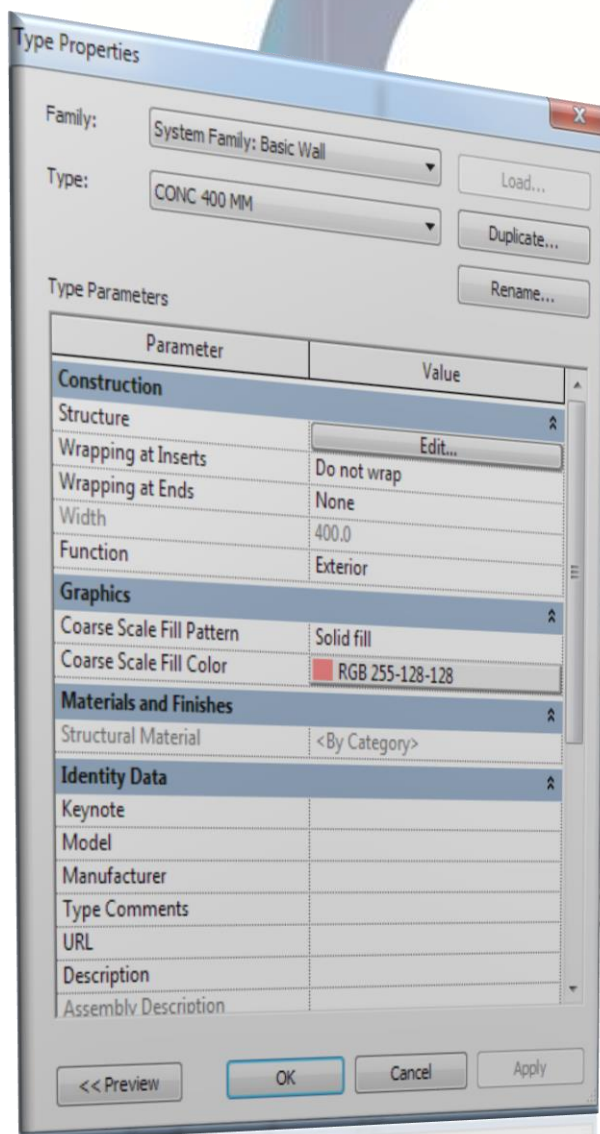 Type Properties
X
Family: System Family: Basic Wall Load...
Type: CONC 400 MM Duplicate...
Rename...
Type Parameters
Parameter Value
Construction
Structure Edit...
Wrapping at Inserts Do not wrap
Wrapping at Ends None
Width 400.0
Function Exterior
Graphics
Coarse Scale Fill Pattern Solid fill
Coarse Scale Fill Color RGB 255-128-128
Materials and Finishes
Structural Material <By Category>
Identity Data
Keynote
Model
Manufacturer
Type Comments
URL
Description
Assembly Description
<< Preview OK Cancel Apply